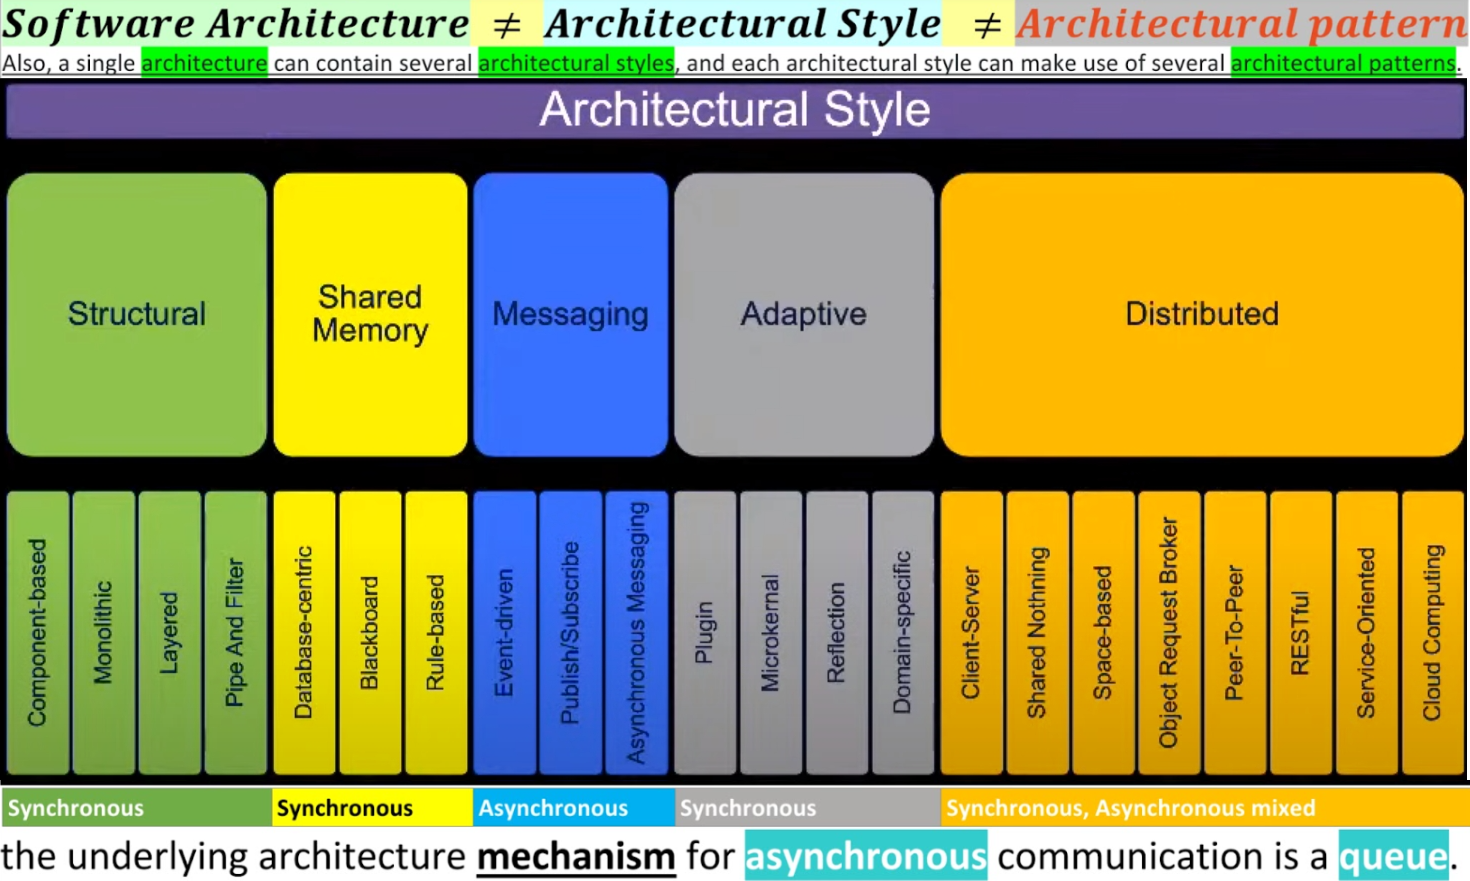 Software Architecture ≠ Architectural Style ≠ Architectural pattern
Also, a single architecture can contain several architectural styles, and each architectural style can make use of several architectural patterns.
Architectural Style
Structural
Shared
Memory
Messaging
Adaptive
Distributed
Component-based
Monolithic
Layered
Pipe And Filter
Database-centric
Blackboard
Rule-based
Event-driven
Publish/Subscribe
Asynchronous Messaging
Plugin
Microkernal
Reflection
Domain-specific
Client-Server
Shared Nothning
Space-based
Object Request Broker
Peer-To-Peer
RESTful
Service-Oriented
Cloud Computing
Synchronous
Synchronous
Asynchronous
Synchronous
Synchronous, Asynchronous mixed
the underlying architecture mechanism for asynchronous communication is a queue.